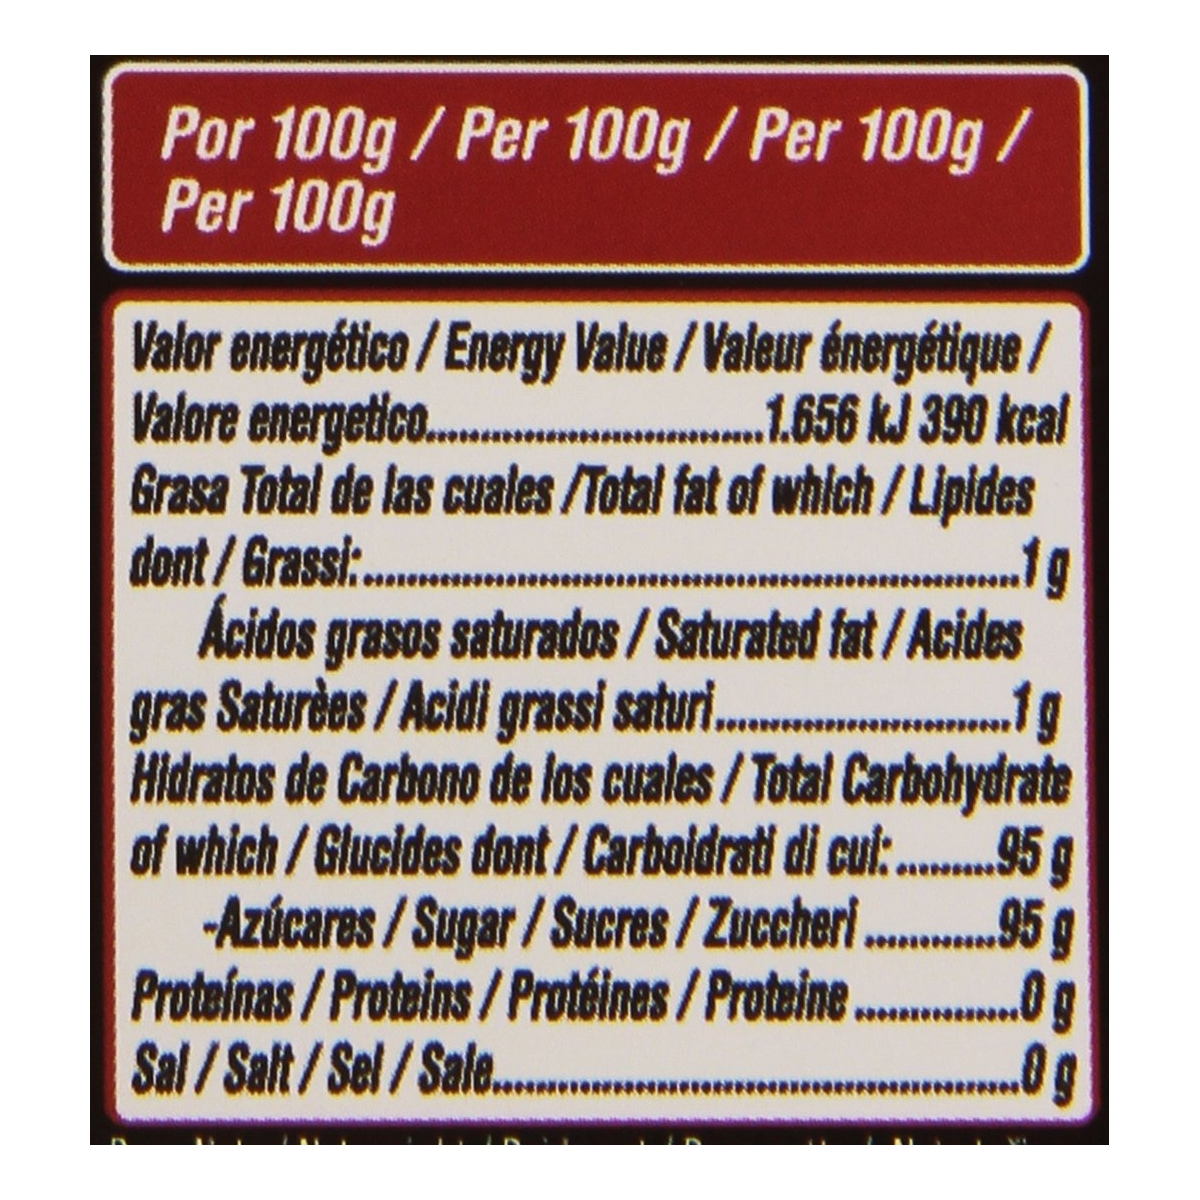 Por 100g / Per 100g / Per 100g /
Per 100g
Valor energético / Energy Value / Valeur énergétique /
Valore energetico..............................1.656 kJ 390 kcal
Grasa Total de las cuales /Total fat of which / Lipides
dont / Grassi:............................................................1 g
Ácidos grasos saturados / Saturated fat / Acides
gras Saturèes / Acidi grassi saturi...........................1 g
Hidratos de Carbono de los cuales / Total Carbohydrate
of which / Glucides dont / Carboidrati di cui: .........95 g
-Azúcares / Sugar / Sucres / Zuccheri ............95 g
Proteínas / Proteins / Protéines / Proteine ...............0 g
Sal / Salt / Sel / Sale................................................0 g